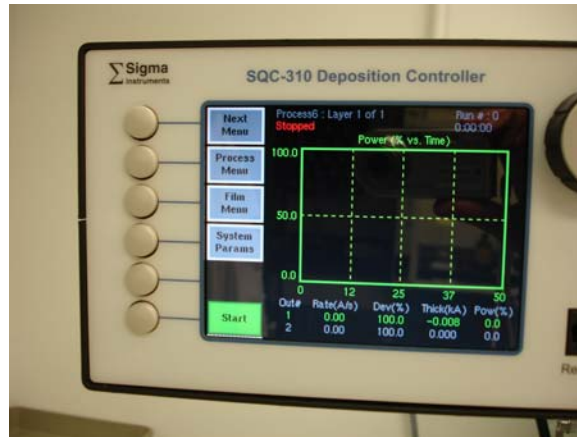 Σ Sigma
Instruments
SQC-310 Deposition Controller
Next
Menu
Process
Menu
Film
Menu
System
Params
Start
Process6 : Layer 1 of 1
Run # : 0
Stopped
0:00:00
Power (% vs. Time)
100.0
50.0
0.0
0 12 25 37 50
Out# Rate(A/s) Dev(%) Thick(kA) Pow(%)
1 0.00 100.0 -0.008 0.0
2 0.00 100.0 0.000 0.0
Re